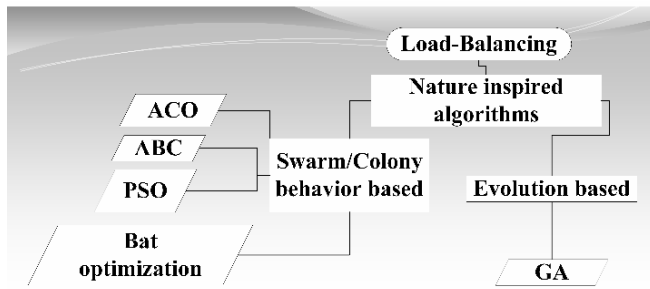 Load-Balancing
Nature inspired
algorithms
ACO
ABC
PSO
Swarm/Colony
behavior based
Evolution based
Bat
optimization
GA